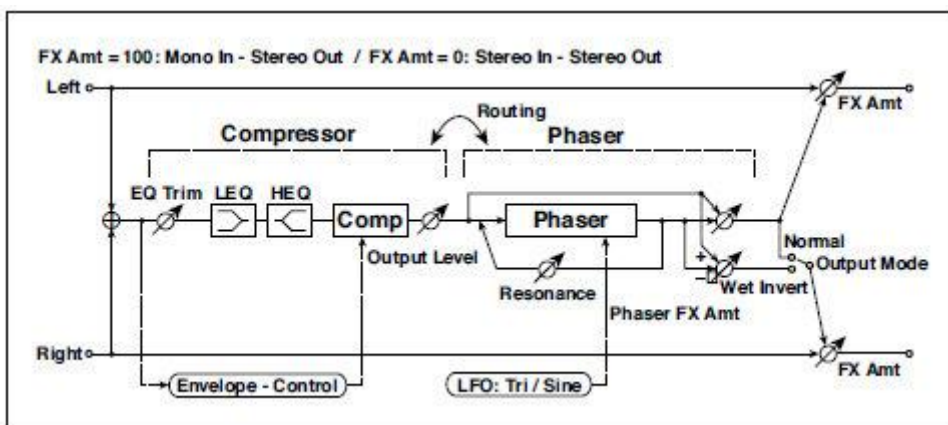 FX Amt = 100: Mono In - Stereo Out / FX Amt = 0: Stereo In - Stereo Out
Left
FX Amt
Routing
Compressor
Phaser
EQ Trim
LEQ
HEQ
Comp
Phaser
Output Level
Resonance
Normal
Output Mode
+
−
Wet Invert
Phaser FX Amt
Right
FX Amt
Envelope - Control
LFO: Tri / Sine